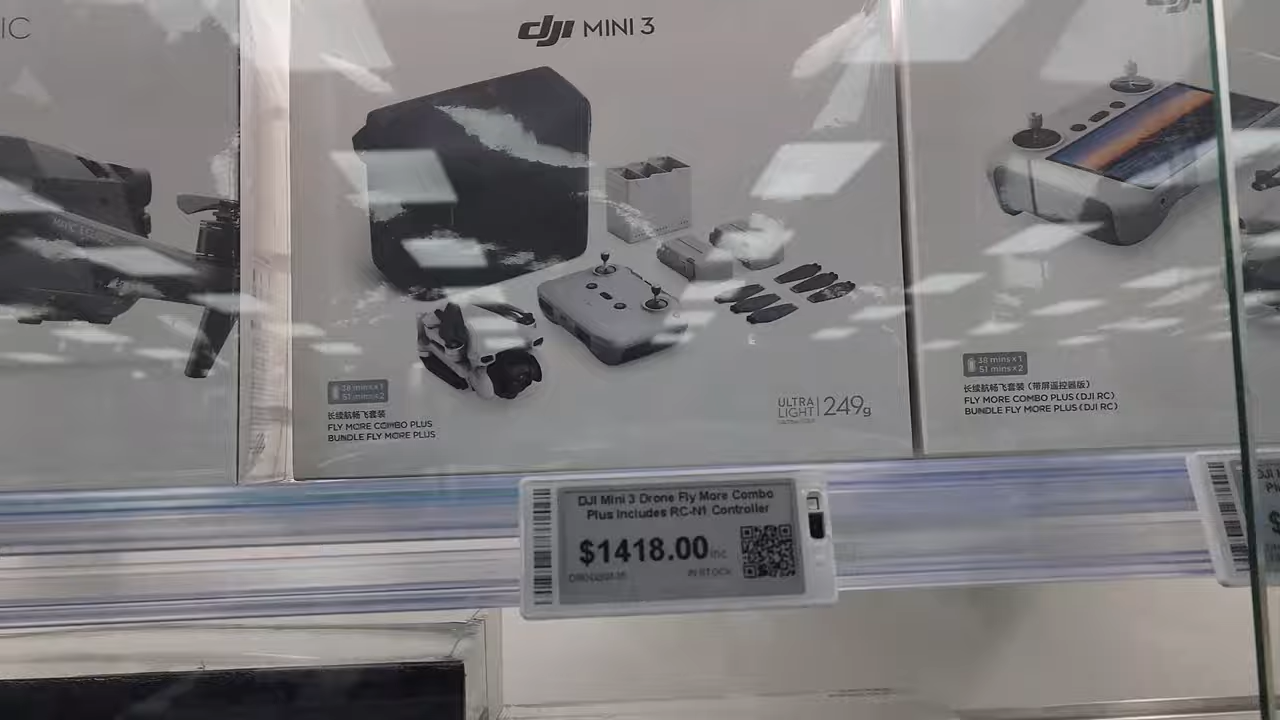 IC
dji MINI 3
38 mins x 1
51 mins x 2
长续航畅飞套装
FLY MORE COMBO PLUS
BUNDLE FLY MORE PLUS
ULTRA LIGHT 249g
38 mins x 1
51 mins x 2
长续航畅飞套装（带屏遥控器版）
FLY MORE COMBO PLUS (DJI RC)
BUNDLE FLY MORE PLUS (DJI RC)
DJI Mini 3 Drone Fly More Combo
Plus Includes RC-N1 Controller
$1418.00 inc
IN STOCK